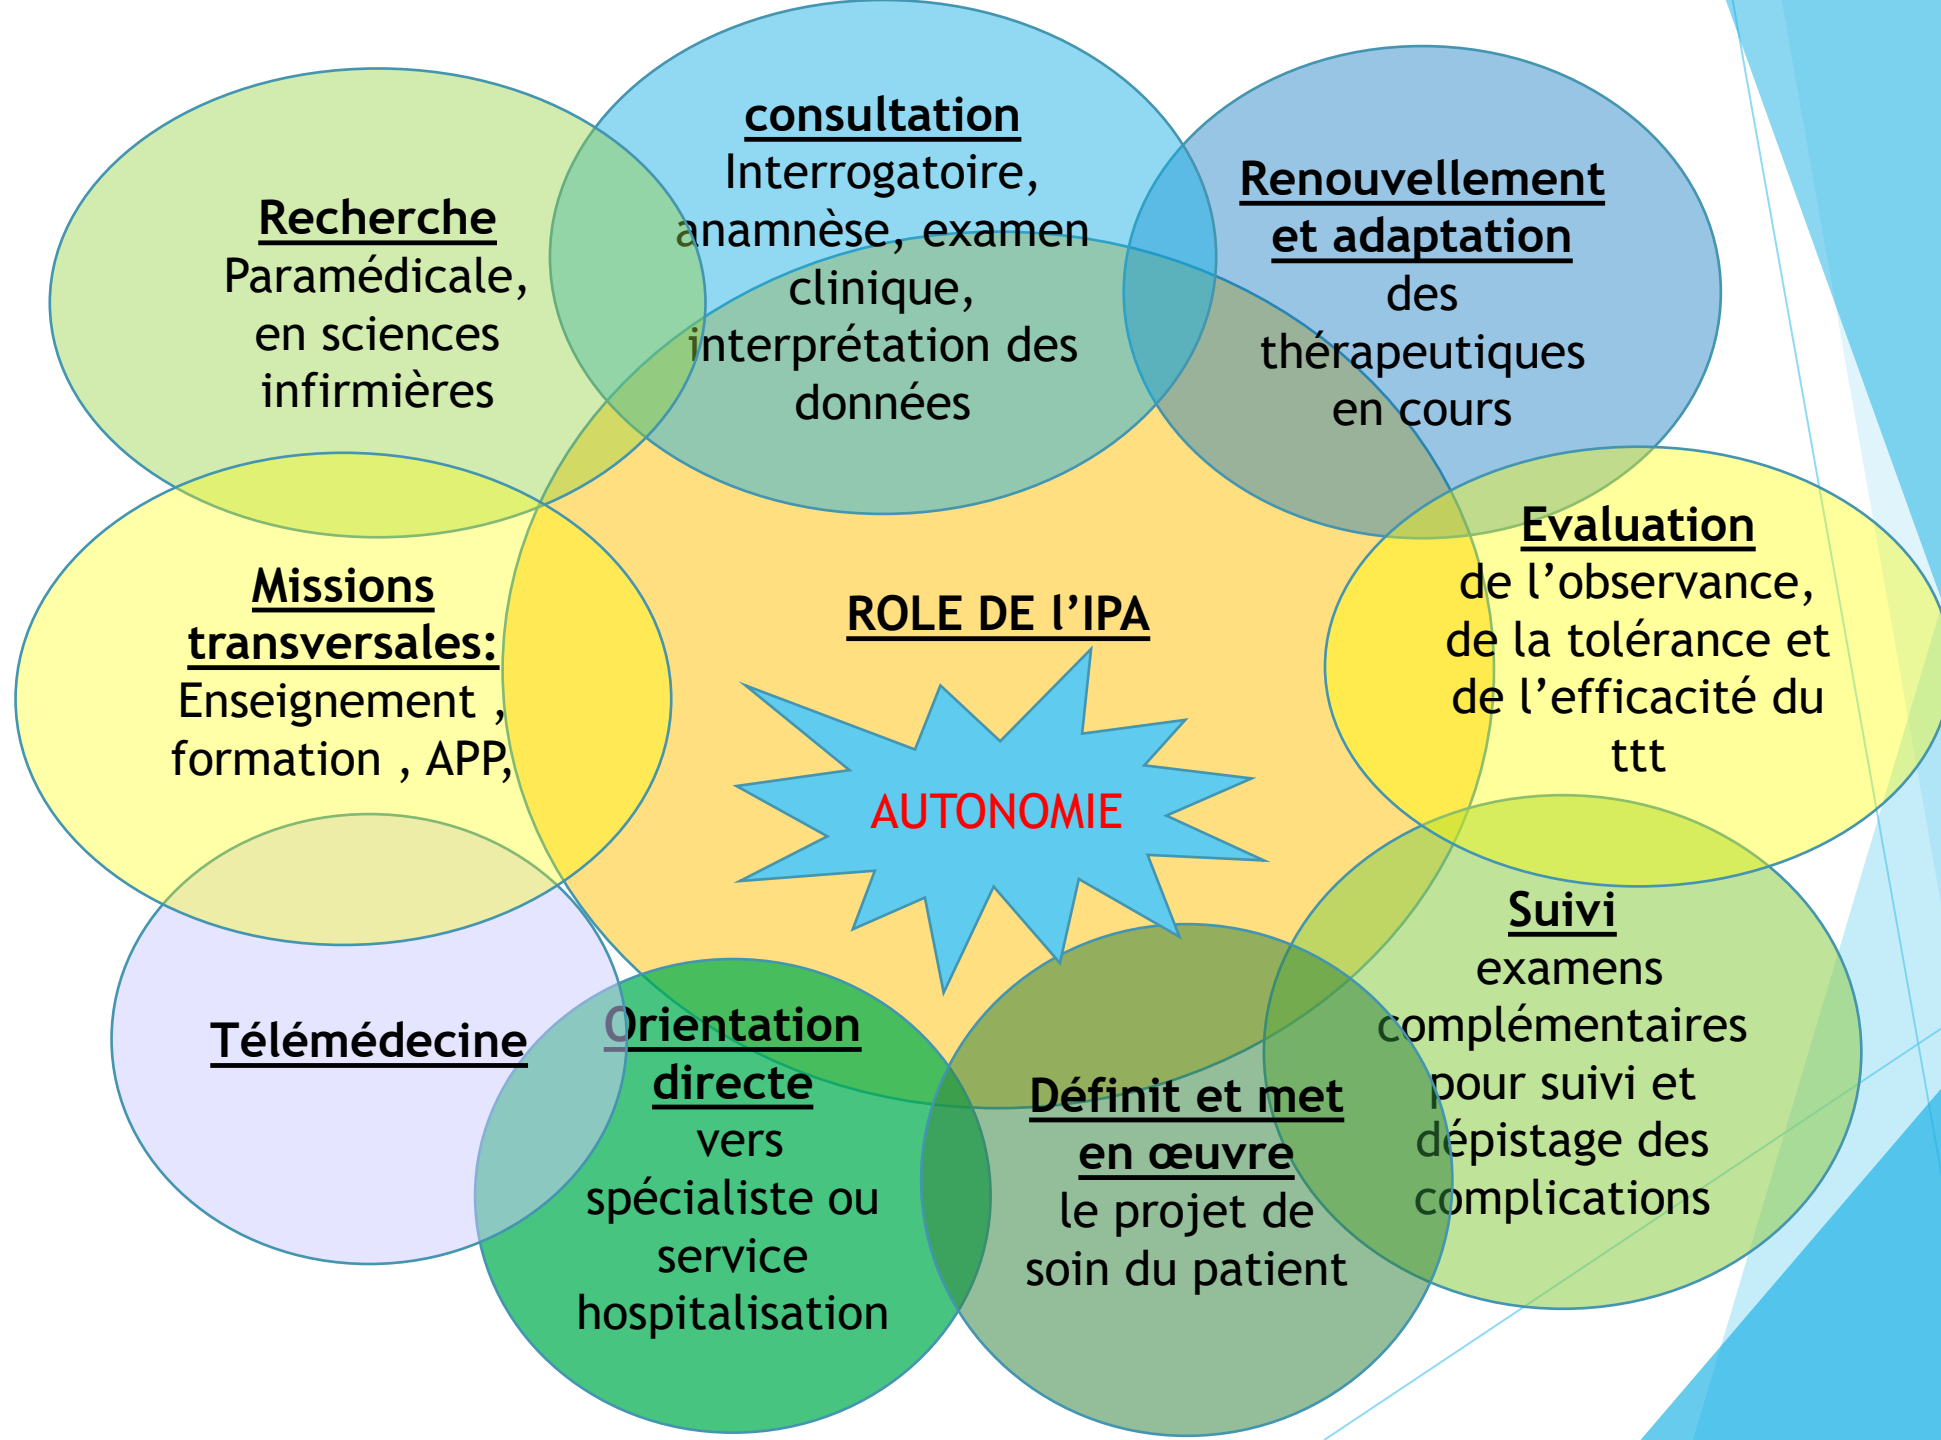 consultation
Interrogatoire,
anamnèse, examen
clinique,
interprétation des
données
Renouvellement
et adaptation
des
thérapeutiques
en cours
Recherche
Paramédicale,
en sciences
infirmières
Evaluation
de l’observance,
de la tolérance et
de l’efficacité du
ttt
Missions
transversales:
Enseignement ,
formation , APP,
ROLE DE l’IPA
AUTONOMIE
Suivi
examens
complémentaires
pour suivi et
dépistage des
complications
Télémédecine
Orientation
directe
vers
spécialiste ou
service
hospitalisation
Définit et met
en œuvre
le projet de
soin du patient